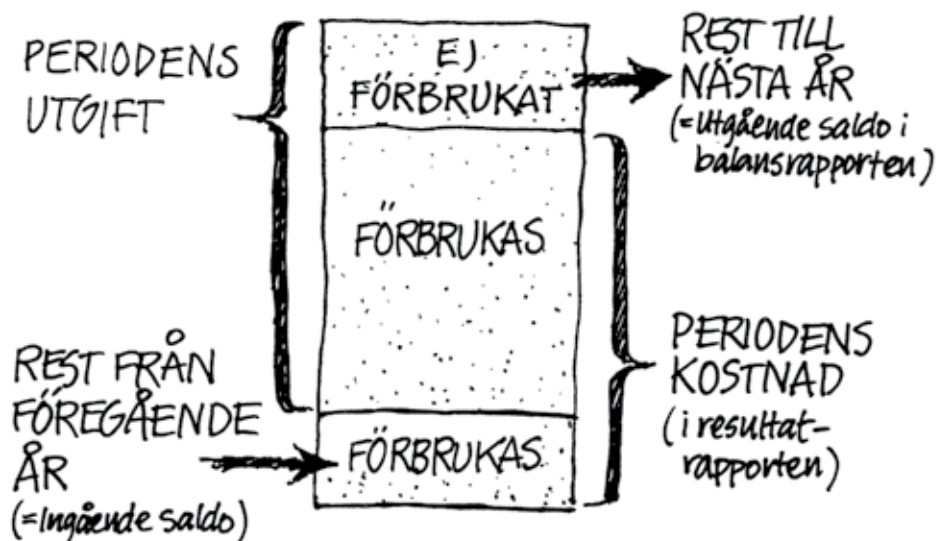 PERIODENS
UTGIFT
EJ
FÖRBRUKAT
REST TILL
NÄSTA ÅR
(=Utgående saldo i
balansrapporten)
FÖRBRUKAS
REST FRÅN
FÖREGÅENDE
ÅR
(=Ingående saldo)
FÖRBRUKAS
PERIODENS
KOSTNAD
(i resultat-
rapporten)